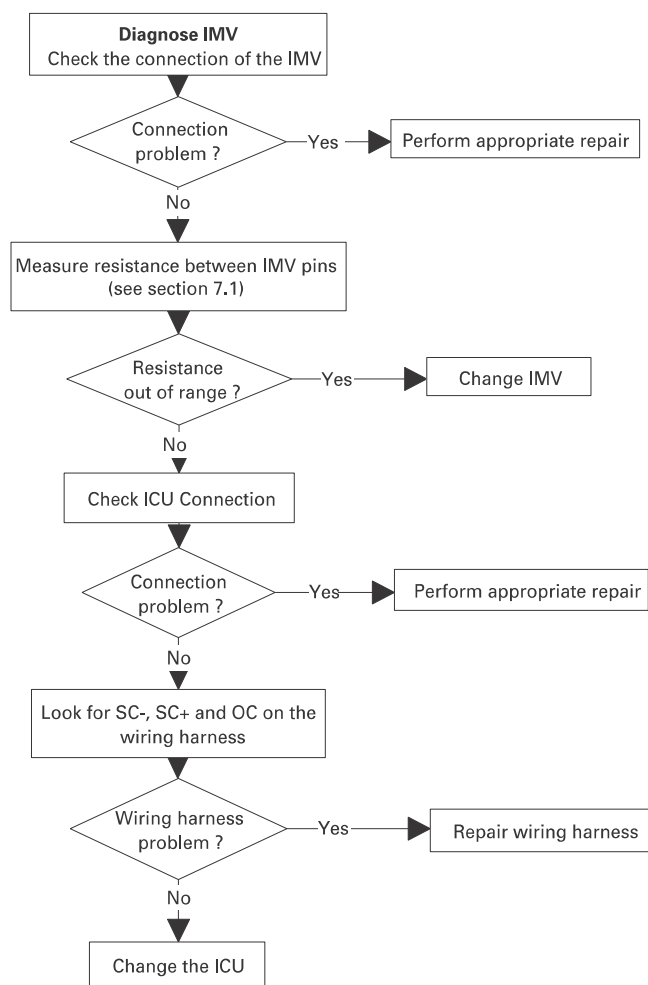 Diagnose IMV
Check the connection of the IMV
Connection
problem ?
Yes
Perform appropriate repair
No
Measure resistance between IMV pins
(see section 7.1)
Resistance
out of range ?
Yes
Change IMV
No
Check ICU Connection
Connection
problem ?
Yes
Perform appropriate repair
No
Look for SC-, SC+ and OC on the
wiring harness
Wiring harness
problem ?
Yes
Repair wiring harness
No
Change the ICU